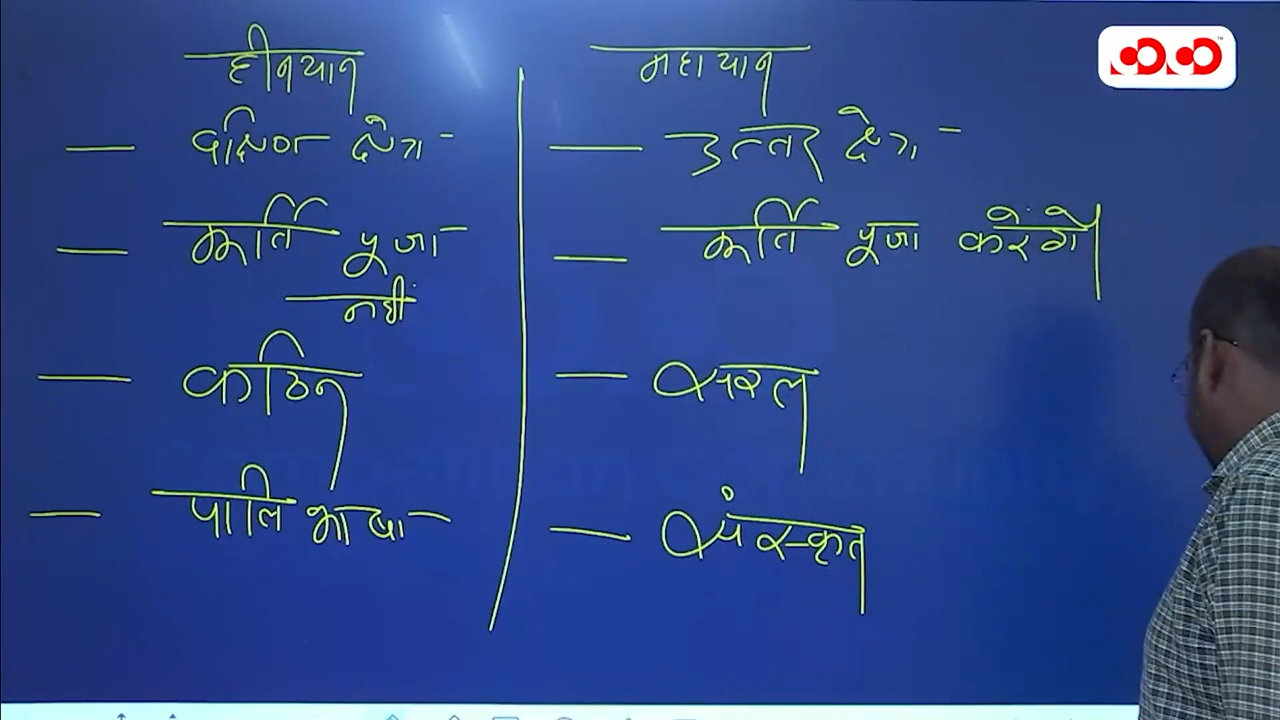 हीनयान
महायान
— दक्षिण क्षेत्र
— उत्तर क्षेत्र
— मूर्ति पूजा
नहीं
— मूर्ति पूजा करेंगे
— कठिन
— सरल
— पालि भाषा
— संस्कृत